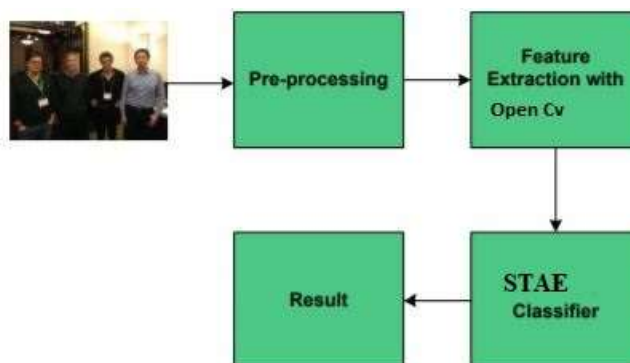 Pre-processing
Feature
Extraction with
Open Cv
STAE
Classifier
Result